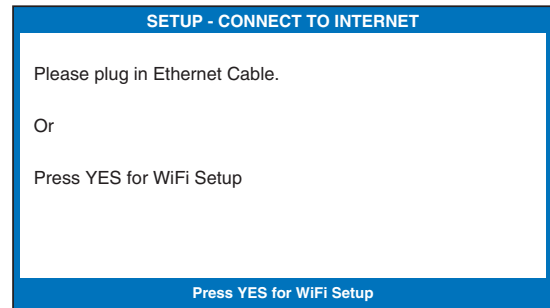 SETUP - CONNECT TO INTERNET
Please plug in Ethernet Cable.
Or
Press YES for WiFi Setup
Press YES for WiFi Setup